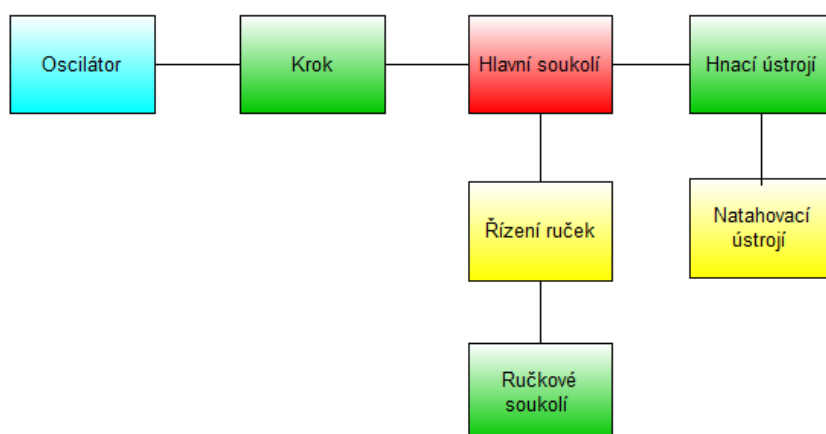 Oscilátor
Krok
Hlavní soukolí
Hnací ústrojí
Řízení ruček
Natahovací
ústrojí
Ručkové
soukolí